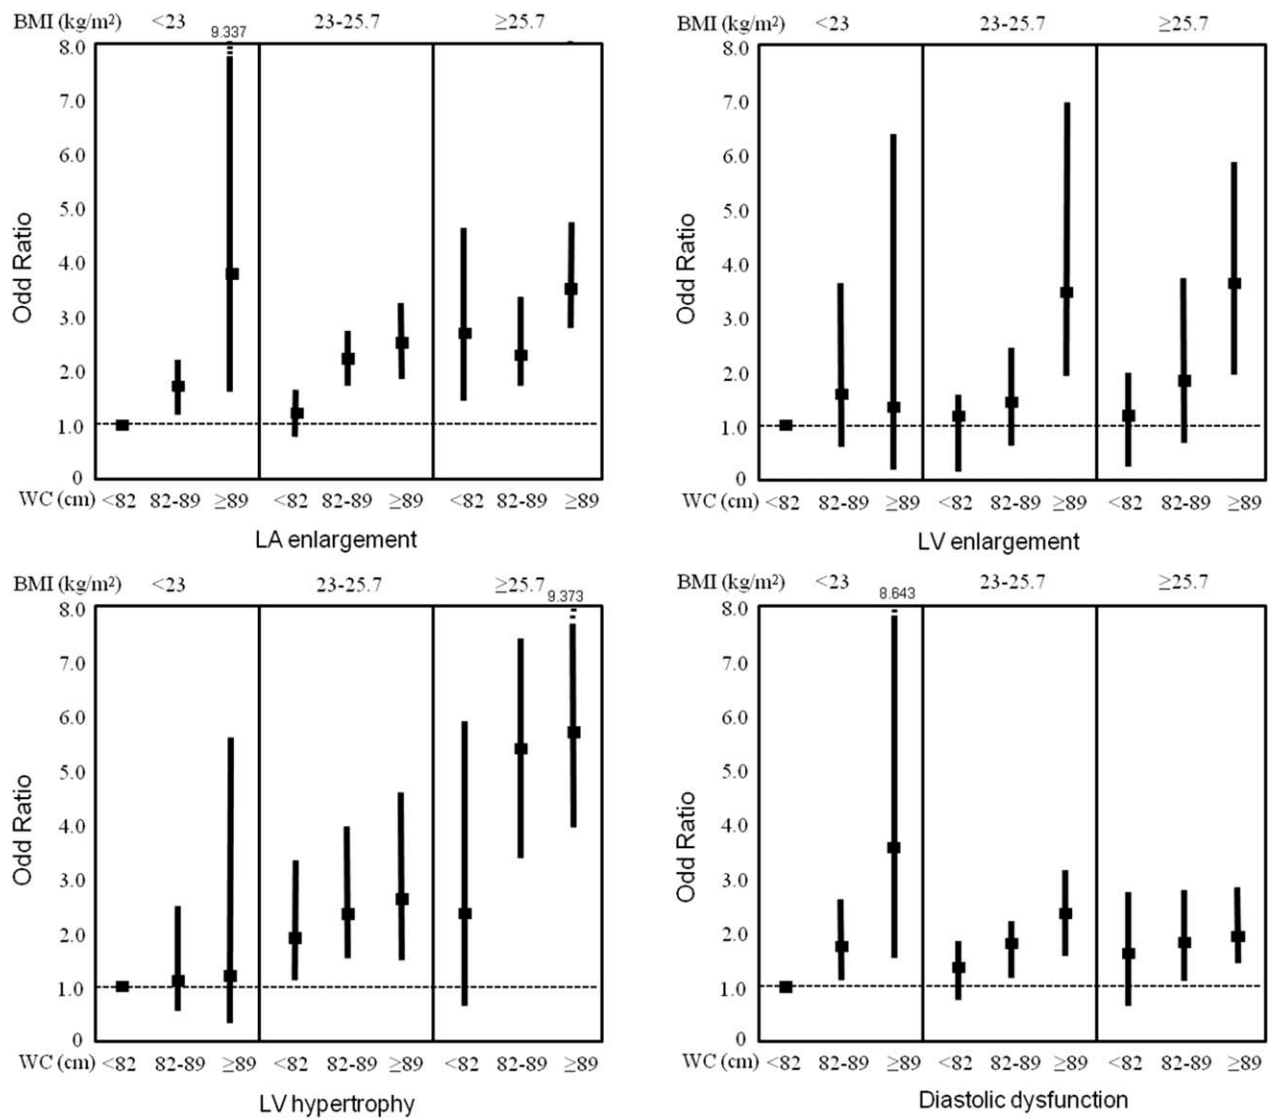 BMI (kg/m²) <23 23-25.7 ≥25.7
9.337
8.0
7.0
6.0
5.0
4.0
3.0
2.0
1.0
0
Odd Ratio
WC (cm) <82 82-89 ≥89 <82 82-89 ≥89 <82 82-89 ≥89
LA enlargement
BMI (kg/m²) <23 23-25.7 ≥25.7
8.0
7.0
6.0
5.0
4.0
3.0
2.0
1.0
0
Odd Ratio
WC (cm) <82 82-89 ≥89 <82 82-89 ≥89 <82 82-89 ≥89
LV enlargement
BMI (kg/m²) <23 23-25.7 ≥25.7
9.373
8.0
7.0
6.0
5.0
4.0
3.0
2.0
1.0
0
Odd Ratio
WC (cm) <82 82-89 ≥89 <82 82-89 ≥89 <82 82-89 ≥89
LV hypertrophy
BMI (kg/m²) <23 23-25.7 ≥25.7
8.643
8.0
7.0
6.0
5.0
4.0
3.0
2.0
1.0
0
Odd Ratio
WC (cm) <82 82-89 ≥89 <82 82-89 ≥89 <82 82-89 ≥89
Diastolic dysfunction